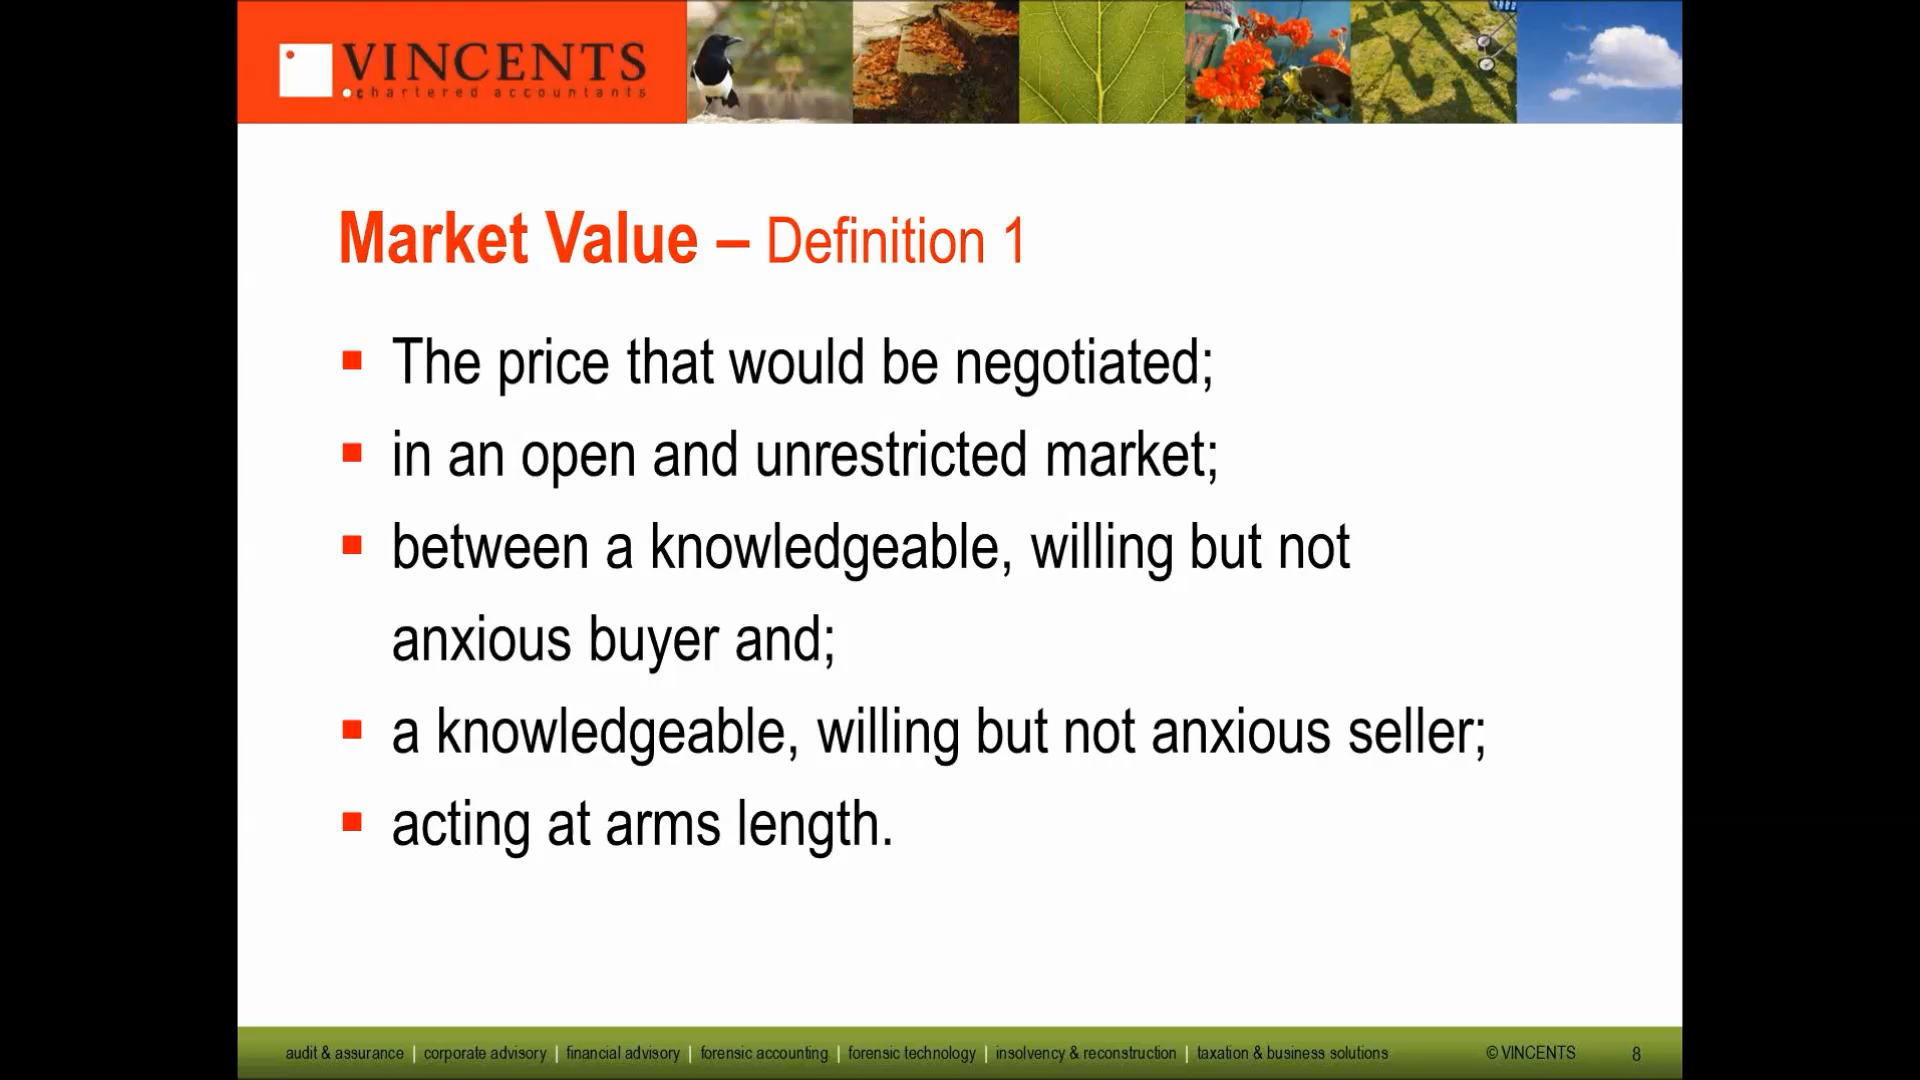 VINCENTS
chartered accountants
Market Value – Definition 1
The price that would be negotiated;
in an open and unrestricted market;
between a knowledgeable, willing but not
anxious buyer and;
a knowledgeable, willing but not anxious seller;
acting at arms length.
audit & assurance | corporate advisory | financial advisory | forensic accounting | forensic technology | insolvency & reconstruction | taxation & business solutions © VINCENTS 8